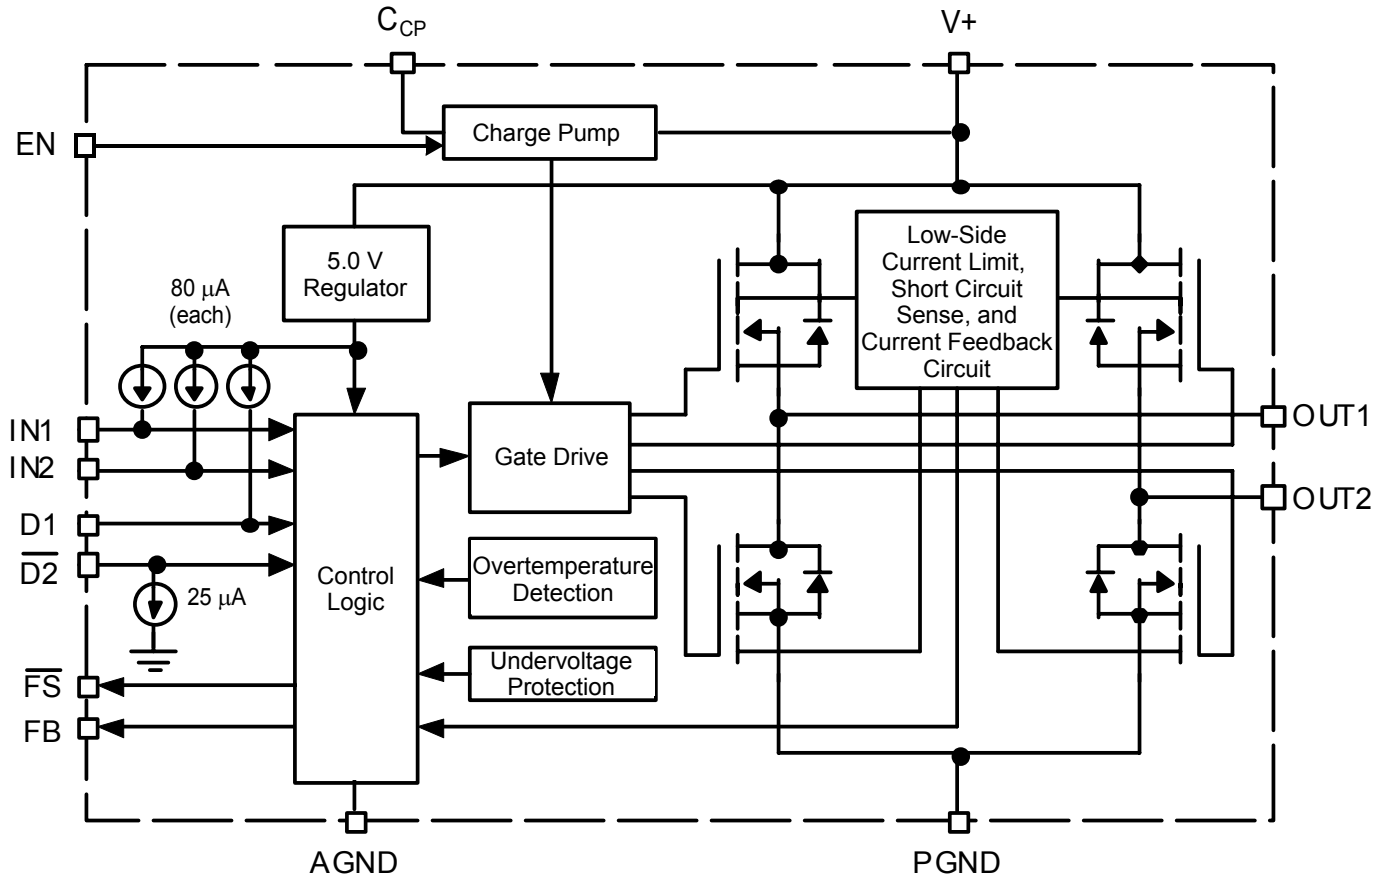 C_CP
V+
EN
Charge Pump
5.0 V
Regulator
80 μA
(each)
Low-Side
Current Limit,
Short Circuit
Sense, and
Current Feedback
Circuit
IN1
IN2
D1
D2
25 μA
FS
FB
Control
Logic
Gate Drive
Overtemperature
Detection
Undervoltage
Protection
OUT1
OUT2
AGND
PGND